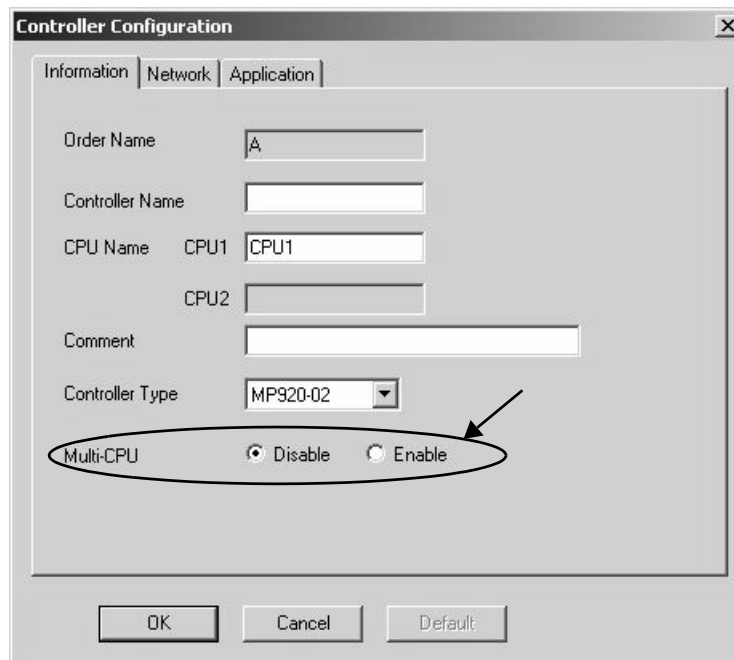 Controller Configuration
Information Network Application
Order Name A
Controller Name
CPU Name CPU1 CPU1
CPU2
Comment
Controller Type MP920-02
Multi-CPU Disable Enable
OK Cancel Default